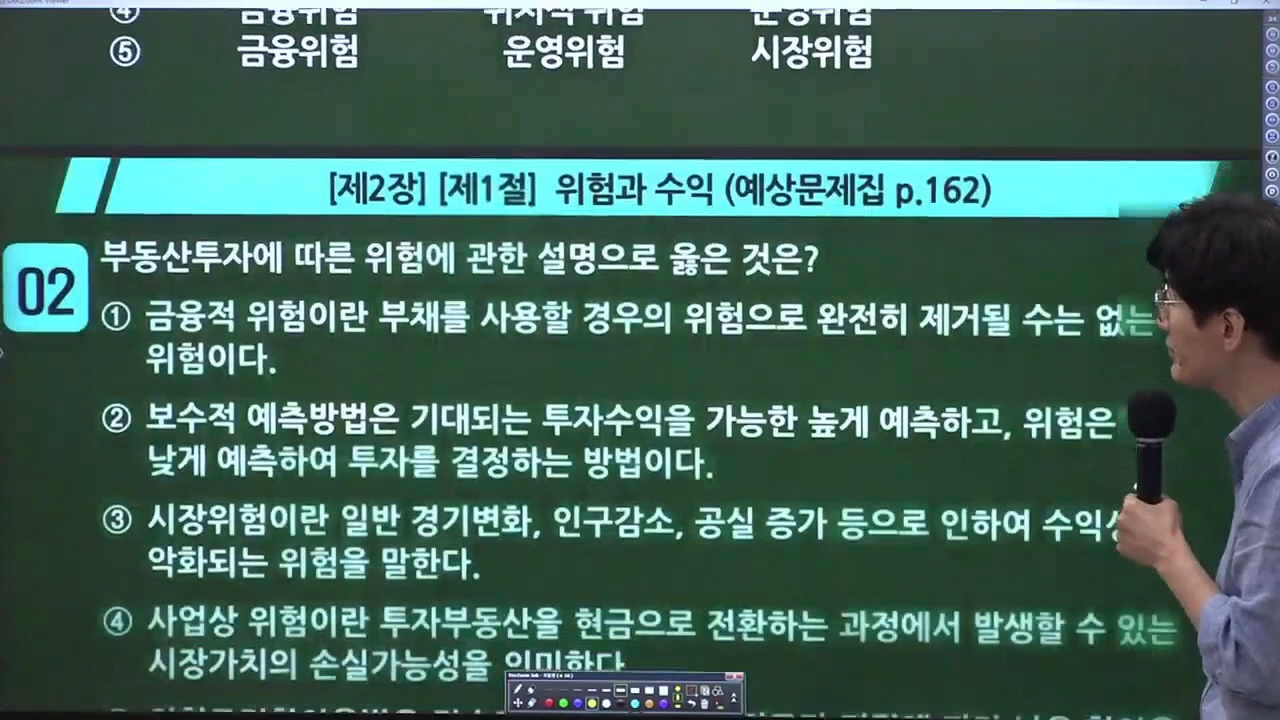 ⑤ 금융위험 운영위험 시장위험
[제2장] [제1절] 위험과 수익 (예상문제집 p.162)
02 부동산투자에 따른 위험에 관한 설명으로 옳은 것은?
① 금융적 위험이란 부채를 사용할 경우의 위험으로 완전히 제거될 수는 없는
위험이다.
② 보수적 예측방법은 기대되는 투자수익을 가능한 높게 예측하고, 위험은
낮게 예측하여 투자를 결정하는 방법이다.
③ 시장위험이란 일반 경기변화, 인구감소, 공실 증가 등으로 인하여
악화되는 위험을 말한다.
④ 사업상 위험이란 투자부동산을 현금으로 전환하는 과정에서 발생할 수 있는
시장가치의 손실가능성을 의미한다.